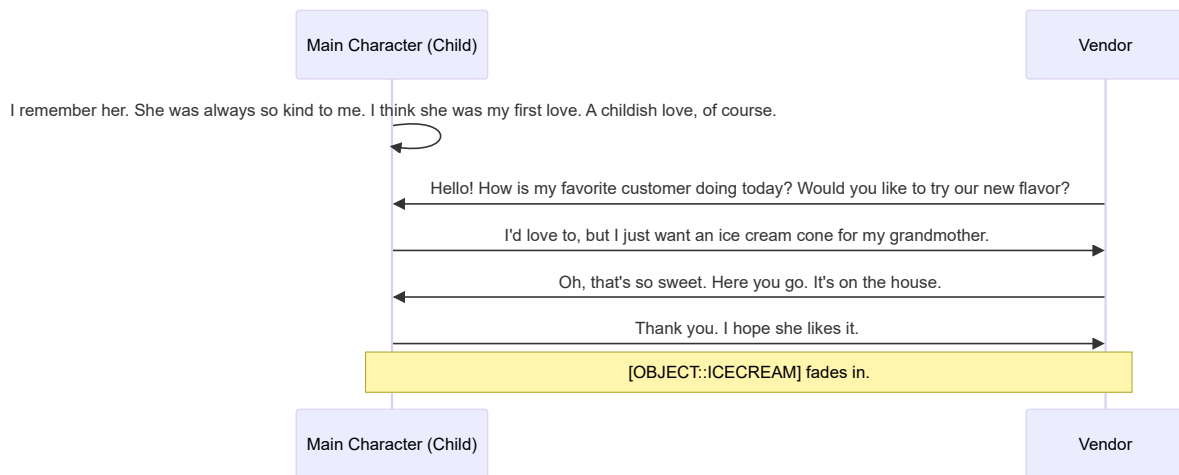 Main Character (Child)
Vendor
I remember her. She was always so kind to me. I think she was my first love. A childish love, of course.
Hello! How is my favorite customer doing today? Would you like to try our new flavor?
I'd love to, but I just want an ice cream cone for my grandmother.
Oh, that's so sweet. Here you go. It's on the house.
Thank you. I hope she likes it.
[OBJECT::ICECREAM] fades in.
Main Character (Child)
Vendor